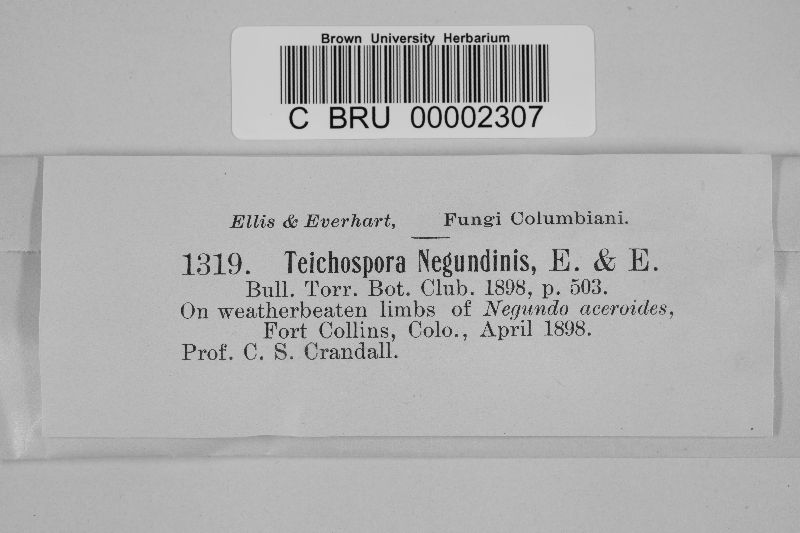 Brown University Herbarium
C BRU 00002307
Ellis & Everhart, Fungi Columbiani.
1319. Teichospora Negundinis, E. & E.
Bull. Torr. Bot. Club. 1898, p. 503.
On weatherbeaten limbs of Negundo aceroides,
Fort Collins, Colo., April 1898.
Prof. C. S. Crandall.